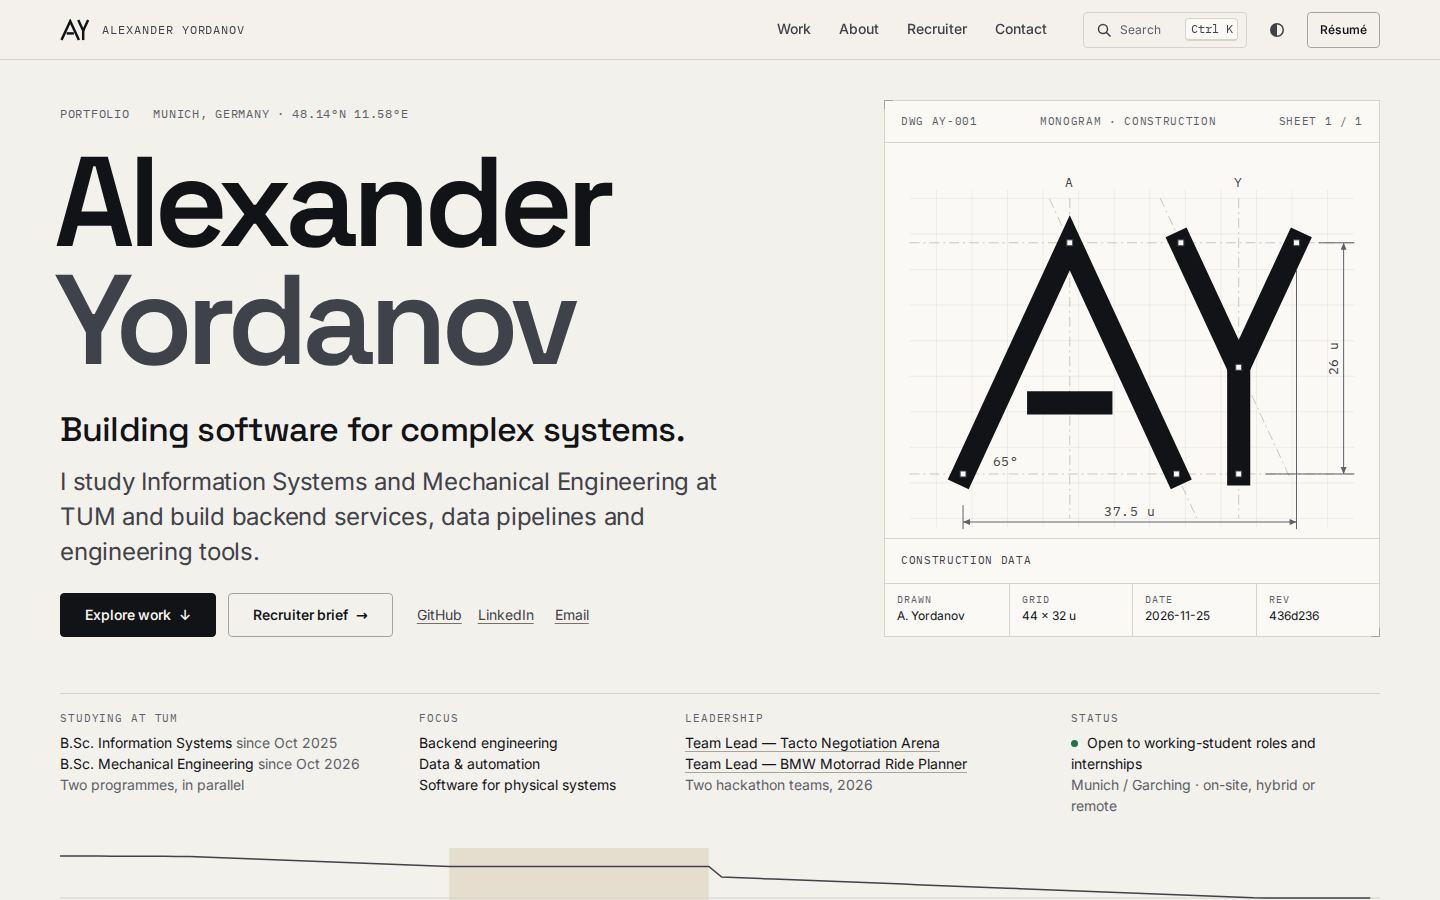 AY ALEXANDER YORDANOV
Work About Recruiter Contact Search Ctrl K Résumé
PORTFOLIO MUNICH, GERMANY · 48.14°N 11.58°E
Alexander
Yordanov
Building software for complex systems.
I study Information Systems and Mechanical Engineering at
TUM and build backend services, data pipelines and
engineering tools.
Explore work ↓ Recruiter brief → GitHub LinkedIn Email
DWG AY-001 MONOGRAM · CONSTRUCTION SHEET 1 / 1
A Y
AY
26 u
65°
37.5 u
CONSTRUCTION DATA
DRAWN
A. Yordanov
GRID
44 × 32 u
DATE
2026-11-25
REV
436d236
STUDYING AT TUM
B.Sc. Information Systems since Oct 2025
B.Sc. Mechanical Engineering since Oct 2026
Two programmes, in parallel
FOCUS
Backend engineering
Data & automation
Software for physical systems
LEADERSHIP
Team Lead — Tacto Negotiation Arena
Team Lead — BMW Motorrad Ride Planner
Two hackathon teams, 2026
STATUS
Open to working-student roles and
internships
Munich / Garching · on-site, hybrid or
remote